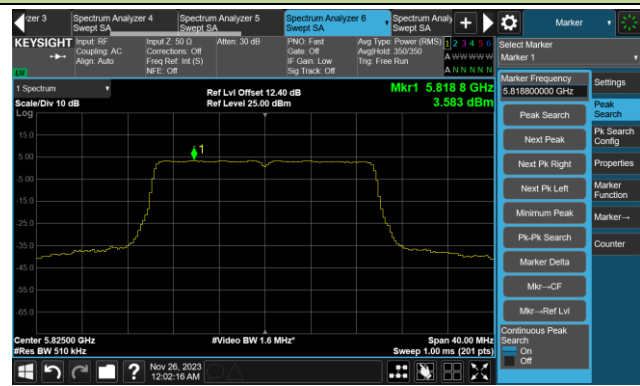 zer 3
Spectrum Analyzer 4
Swept SA
Spectrum Analyzer 5
Swept SA
Spectrum Analyzer 6
Swept SA
Spectrum Analy
Swept SA
Marker
KEYSIGHT
Input: RF
Coupling: AC
Align: Auto
Input Z: 50 Ω
Corrections: Off
Freq Ref: Int (S)
NFE: Off
Atten: 30 dB
PNO: Fast
Gate: Off
IF Gain: Low
Sig Track: Off
Avg Type: Power (RMS)
Avg|Hold: 350/350
Trig: Free Run
1 2 3 4 5 6
A W W W W W
A N N N N N
LU
Select Marker
Marker 1
1 Spectrum
Scale/Div 10 dB
Log
Ref Lvl Offset 12.40 dB
Ref Level 25.00 dBm
Mkr1 5.818 8 GHz
3.583 dBm
15.0
5.00
-5.00
-15.0
-25.0
-35.0
-45.0
-55.0
-65.0
1
Center 5.82500 GHz
#Res BW 510 kHz
#Video BW 1.6 MHz*
Span 40.00 MHz
Sweep 1.00 ms (201 pts)
Marker Frequency
5.818800000 GHz
Peak Search
Next Peak
Next Pk Right
Next Pk Left
Minimum Peak
Pk-Pk Search
Marker Delta
Mkr→CF
Mkr→Ref Lvl
Continuous Peak
Search
On
Off
Settings
Peak
Search
Pk Search
Config
Properties
Marker
Function
Marker→
Counter
?
Nov 26, 2023
12:02:16 AM